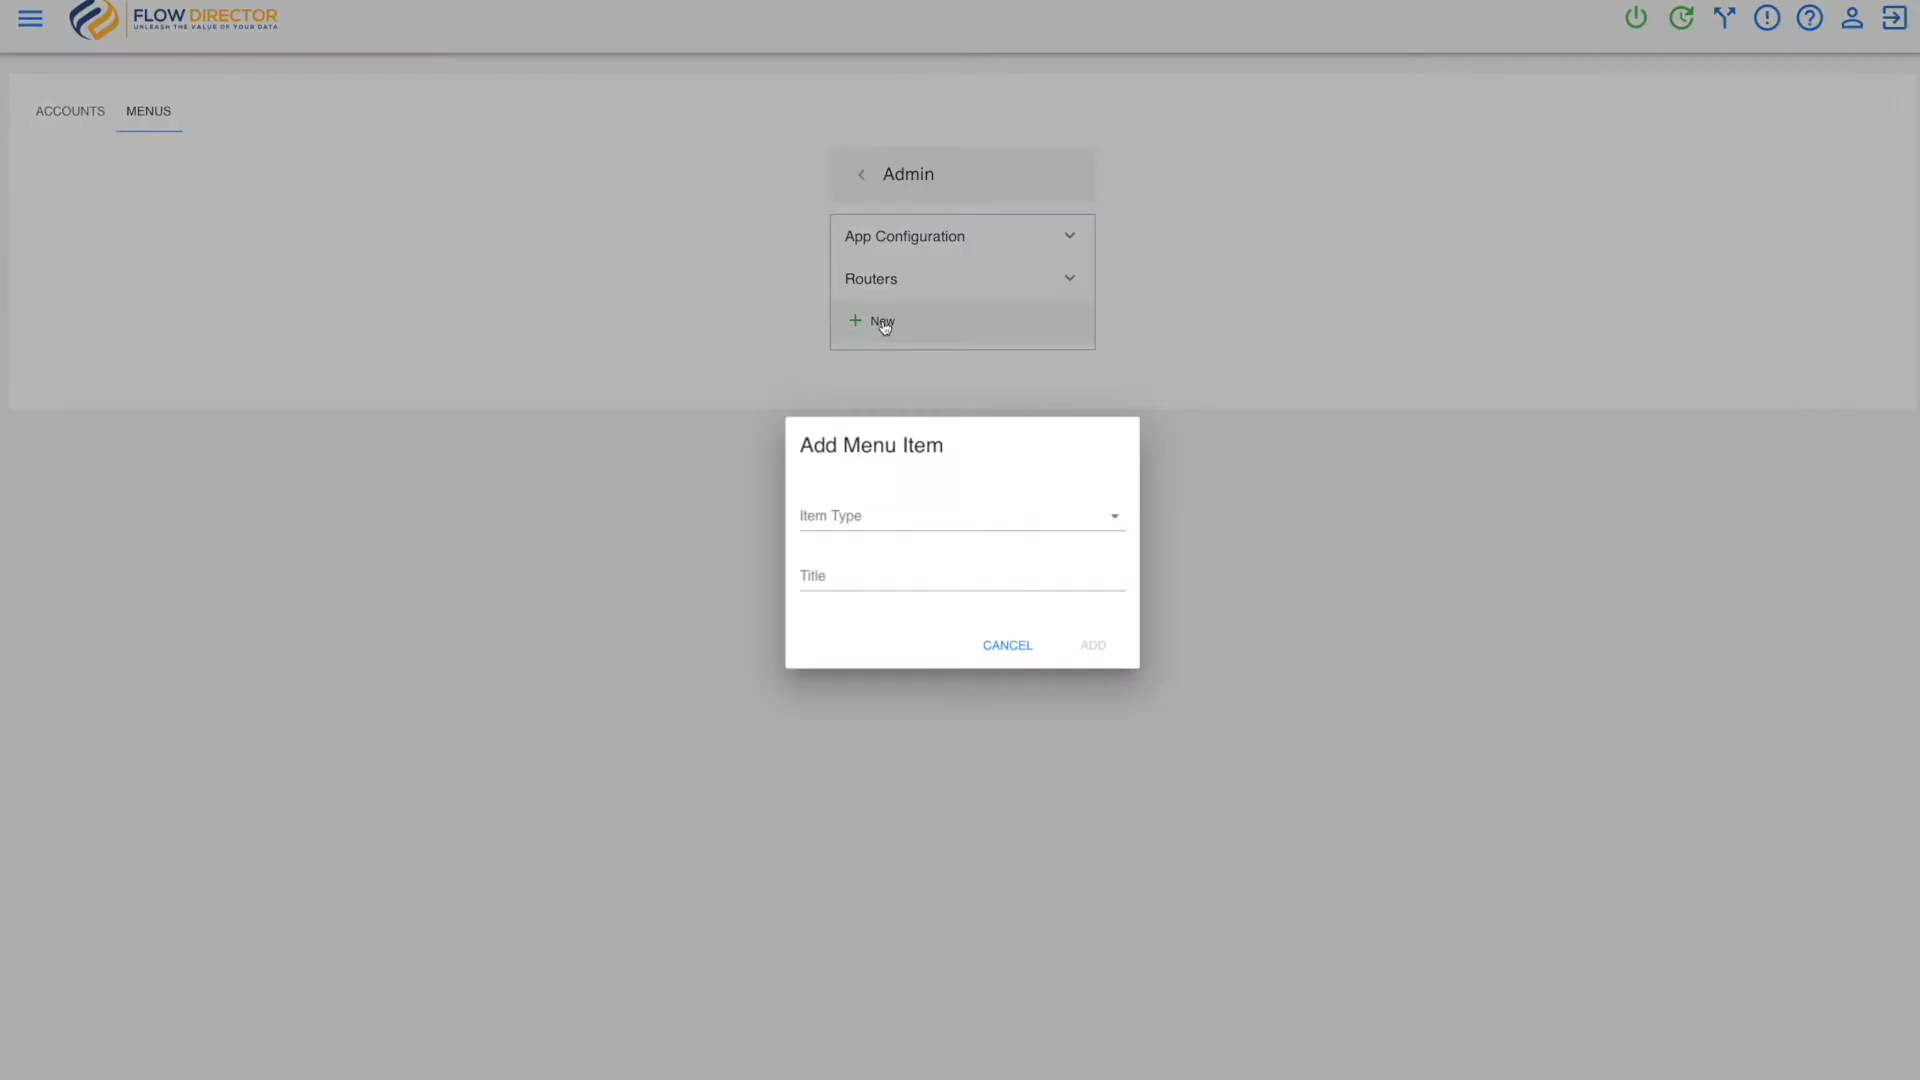 FLOW DIRECTOR
UNLEASH THE VALUE OF YOUR DATA
ACCOUNTS
MENUS
Admin
App Configuration
Routers
New
Add Menu Item
Item Type
Title
CANCEL
ADD